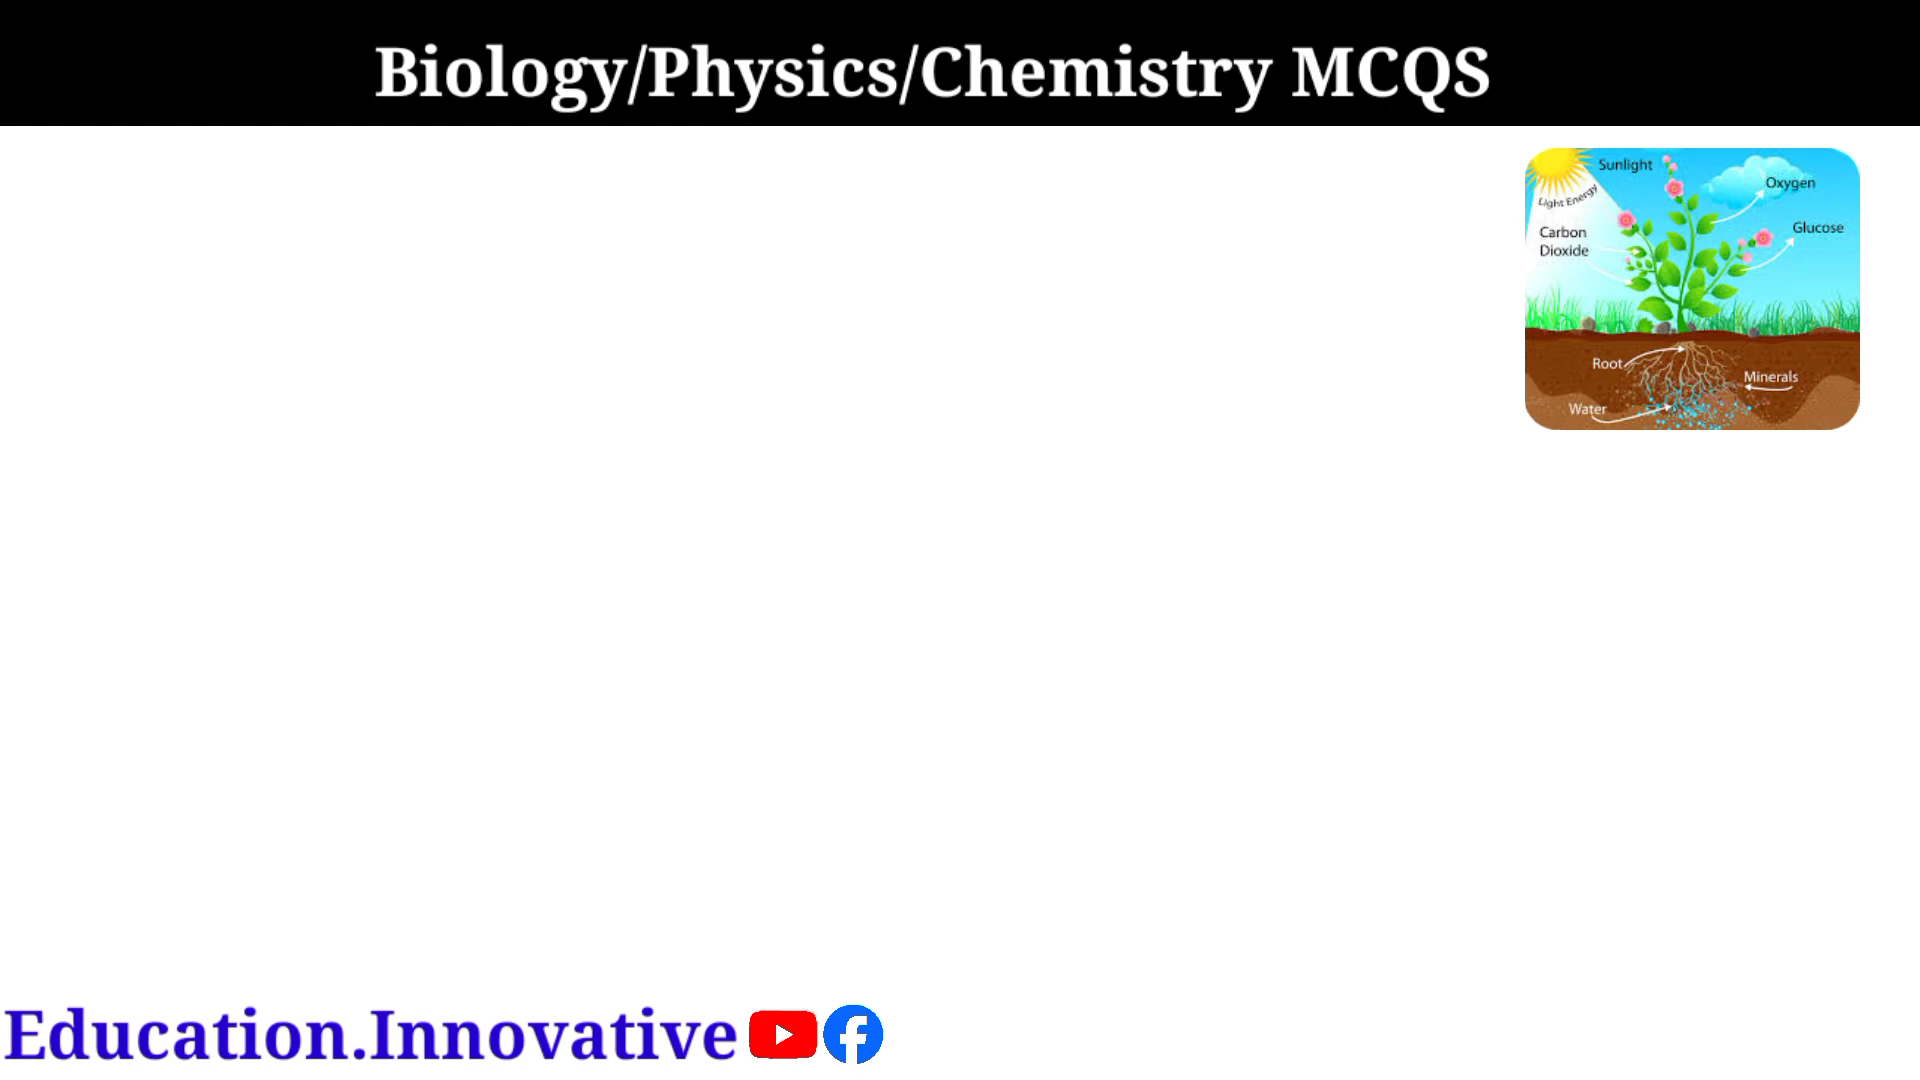 Biology/Physics/Chemistry MCQS
Sunlight
Light Energy
Oxygen
Carbon
Dioxide
Glucose
Root
Minerals
Water
Education.Innovative